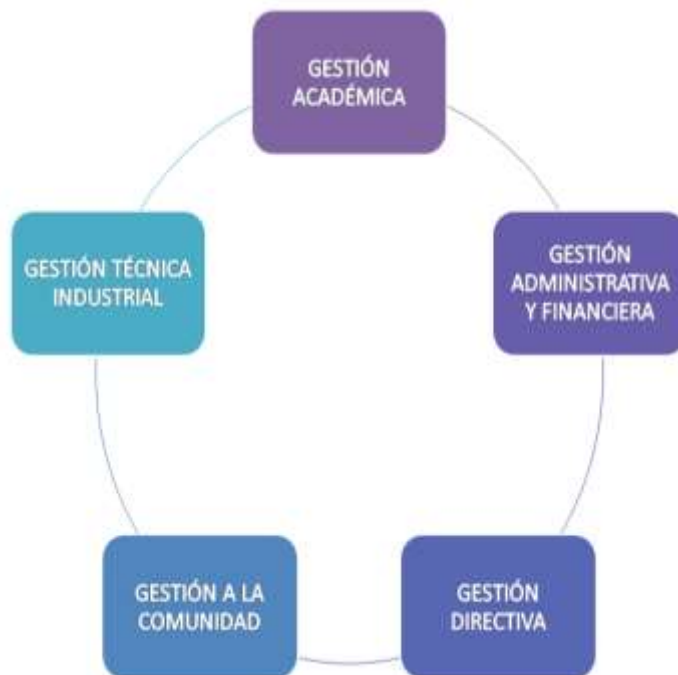 GESTIÓN
ACADÉMICA
GESTIÓN TÉCNICA
INDUSTRIAL
GESTIÓN
ADMINISTRATIVA
Y FINANCIERA
GESTIÓN A LA
COMUNIDAD
GESTIÓN
DIRECTIVA